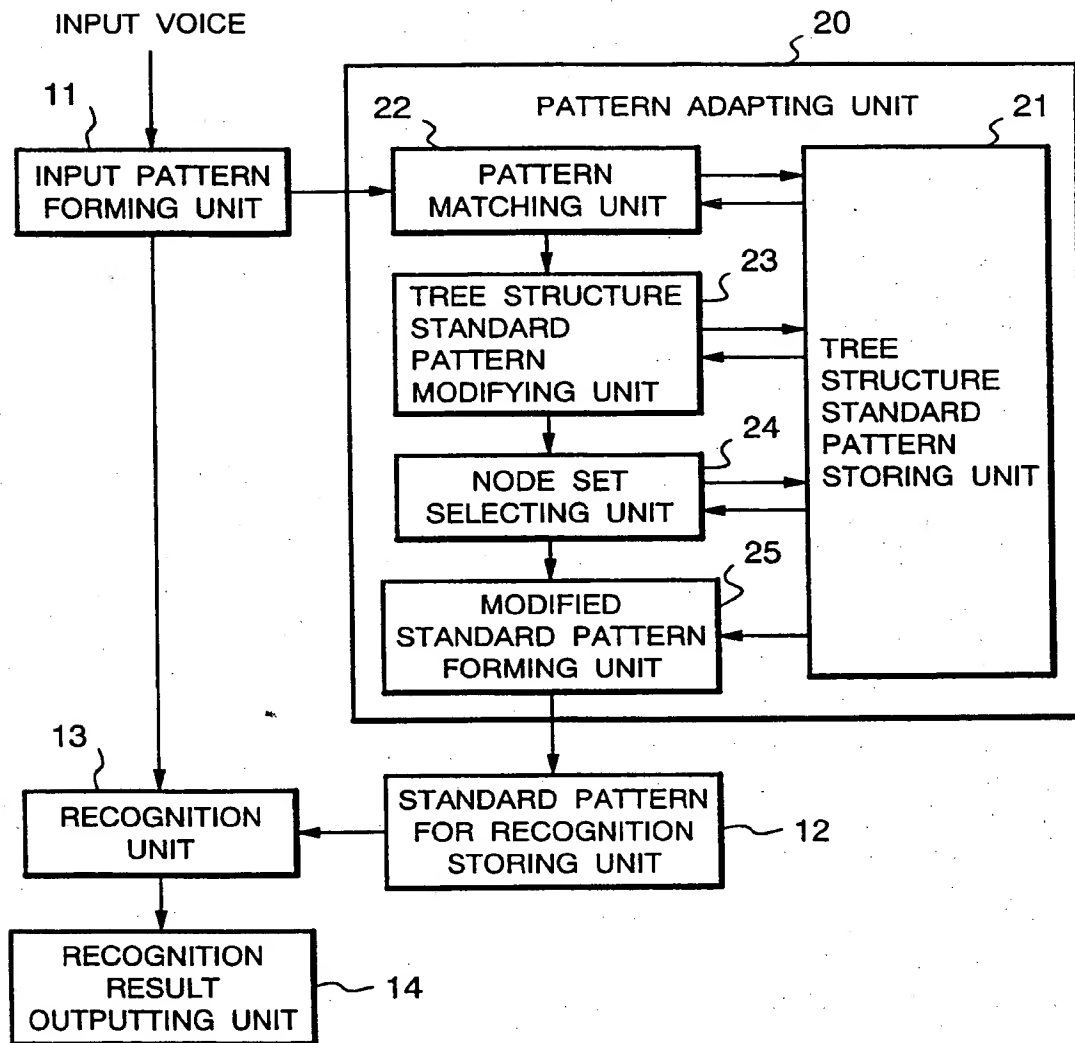 INPUT VOICE
20
11
22
PATTERN ADAPTING UNIT
21
INPUT PATTERN
FORMING UNIT
PATTERN
MATCHING UNIT
23
TREE STRUCTURE
STANDARD
PATTERN
MODIFYING UNIT
TREE
STRUCTURE
STANDARD
PATTERN
STORING UNIT
24
NODE SET
SELECTING UNIT
25
MODIFIED
STANDARD PATTERN
FORMING UNIT
13
RECOGNITION
UNIT
STANDARD PATTERN
FOR RECOGNITION
STORING UNIT
12
RECOGNITION
RESULT
OUTPUTTING UNIT
14